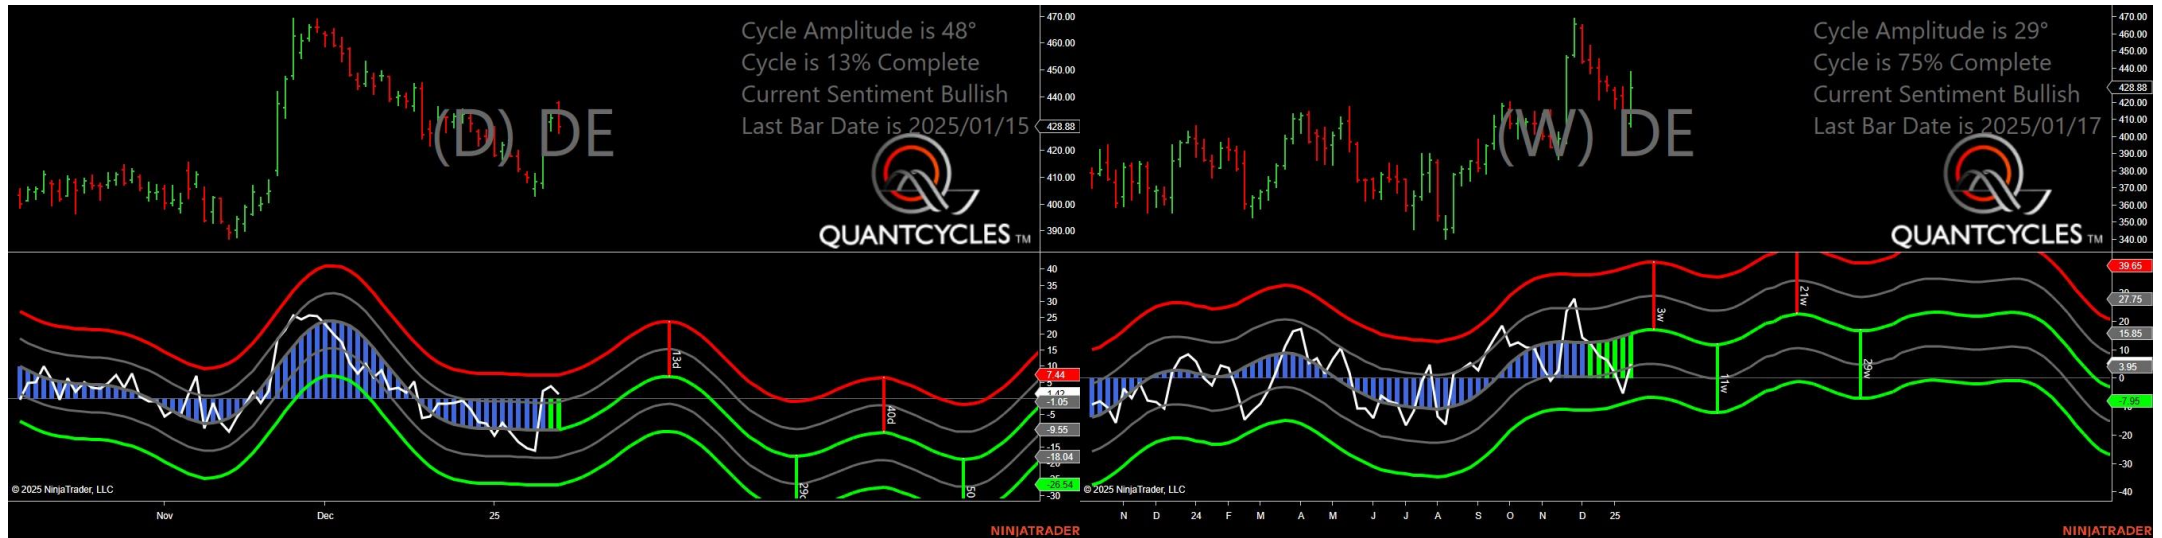 Cycle Amplitude is 48°
Cycle is 13% Complete
Current Sentiment Bullish
Last Bar Date is 2025/01/15
(D) DE
QUANTCYCLES TM
470.00
460.00
450.00
440.00
428.88
420.00
410.00
400.00
390.00
40
35
30
25
20
15
10
7.44
-1.05
-5
-9.55
-15
-18.04
-26.54
-30
13d
29d
40d
50
© 2025 NinjaTrader, LLC
Nov
Dec
25
NINJATRADER
Cycle Amplitude is 29°
Cycle is 75% Complete
Current Sentiment Bullish
Last Bar Date is 2025/01/17
(W) DE
QUANTCYCLES TM
470.00
460.00
450.00
440.00
428.88
420.00
410.00
400.00
390.00
380.00
370.00
360.00
350.00
340.00
39.65
27.75
20
15.85
10
3.95
0
-7.95
-20
-30
-40
3w
11w
21w
29w
© 2025 NinjaTrader, LLC
N D 24 F M A M J J A S O N D 25
NINJATRADER